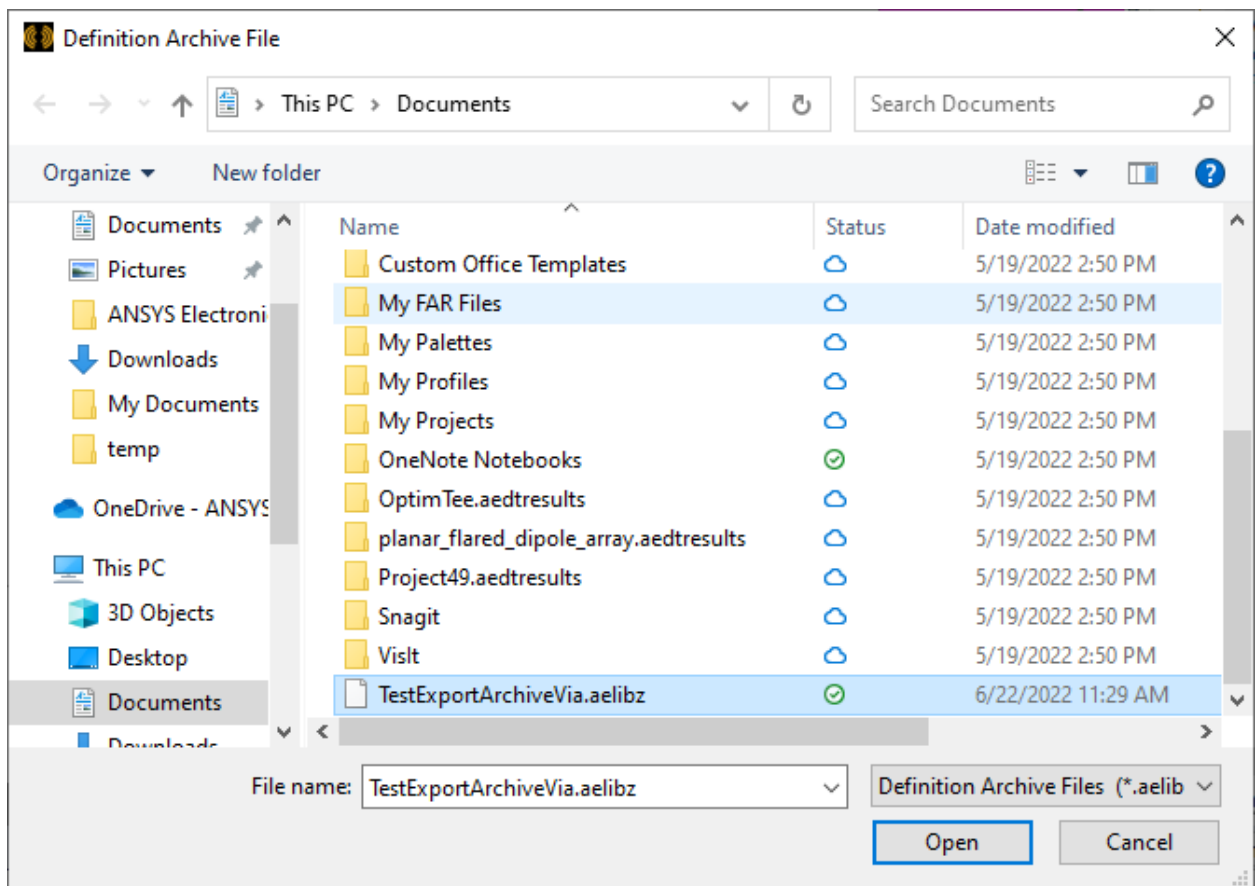 Definition Archive File
This PC > Documents
Search Documents
Organize
New folder
?
Documents
Pictures
ANSYS Electroni
Downloads
My Documents
temp
OneDrive - ANSYS
This PC
3D Objects
Desktop
Documents
Downloads
Name Status Date modified
Custom Office Templates 5/19/2022 2:50 PM
My FAR Files 5/19/2022 2:50 PM
My Palettes 5/19/2022 2:50 PM
My Profiles 5/19/2022 2:50 PM
My Projects 5/19/2022 2:50 PM
OneNote Notebooks 5/19/2022 2:50 PM
OptimTee.aedtresults 5/19/2022 2:50 PM
planar_flared_dipole_array.aedtresults 5/19/2022 2:50 PM
Project49.aedtresults 5/19/2022 2:50 PM
Snagit 5/19/2022 2:50 PM
VisIt 5/19/2022 2:50 PM
TestExportArchiveVia.aelibz 6/22/2022 11:29 AM
File name: TestExportArchiveVia.aelibz
Definition Archive Files (*.aelib
Open
Cancel